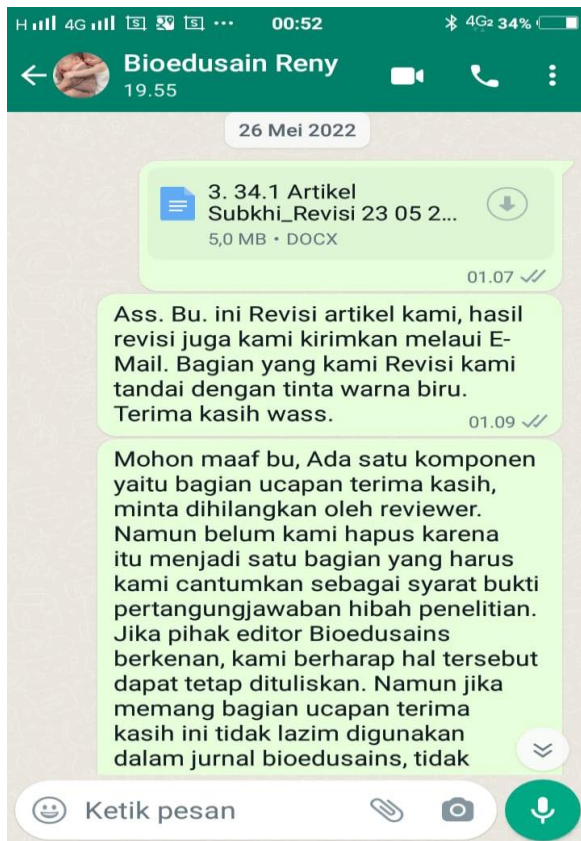 H 4G 00:52 4G2 34%
Bioedusain Reny
19.55
26 Mei 2022
3. 34.1 Artikel
Subkhi_Revisi 23 05 2...
5,0 MB • DOCX
01.07
Ass. Bu. ini Revisi artikel kami, hasil
revisi juga kami kirimkan melaui E-
Mail. Bagian yang kami Revisi kami
tandai dengan tinta warna biru.
Terima kasih wass.
01.09
Mohon maaf bu, Ada satu komponen
yaitu bagian ucapan terima kasih,
minta dihilangkan oleh reviewer.
Namun belum kami hapus karena
itu menjadi satu bagian yang harus
kami cantumkan sebagai syarat bukti
pertangungjawaban hibah penelitian.
Jika pihak editor Bioedusains
berkenan, kami berharap hal tersebut
dapat tetap dituliskan. Namun jika
memang bagian ucapan terima
kasih ini tidak lazim digunakan
dalam jurnal bioedusains, tidak
Ketik pesan